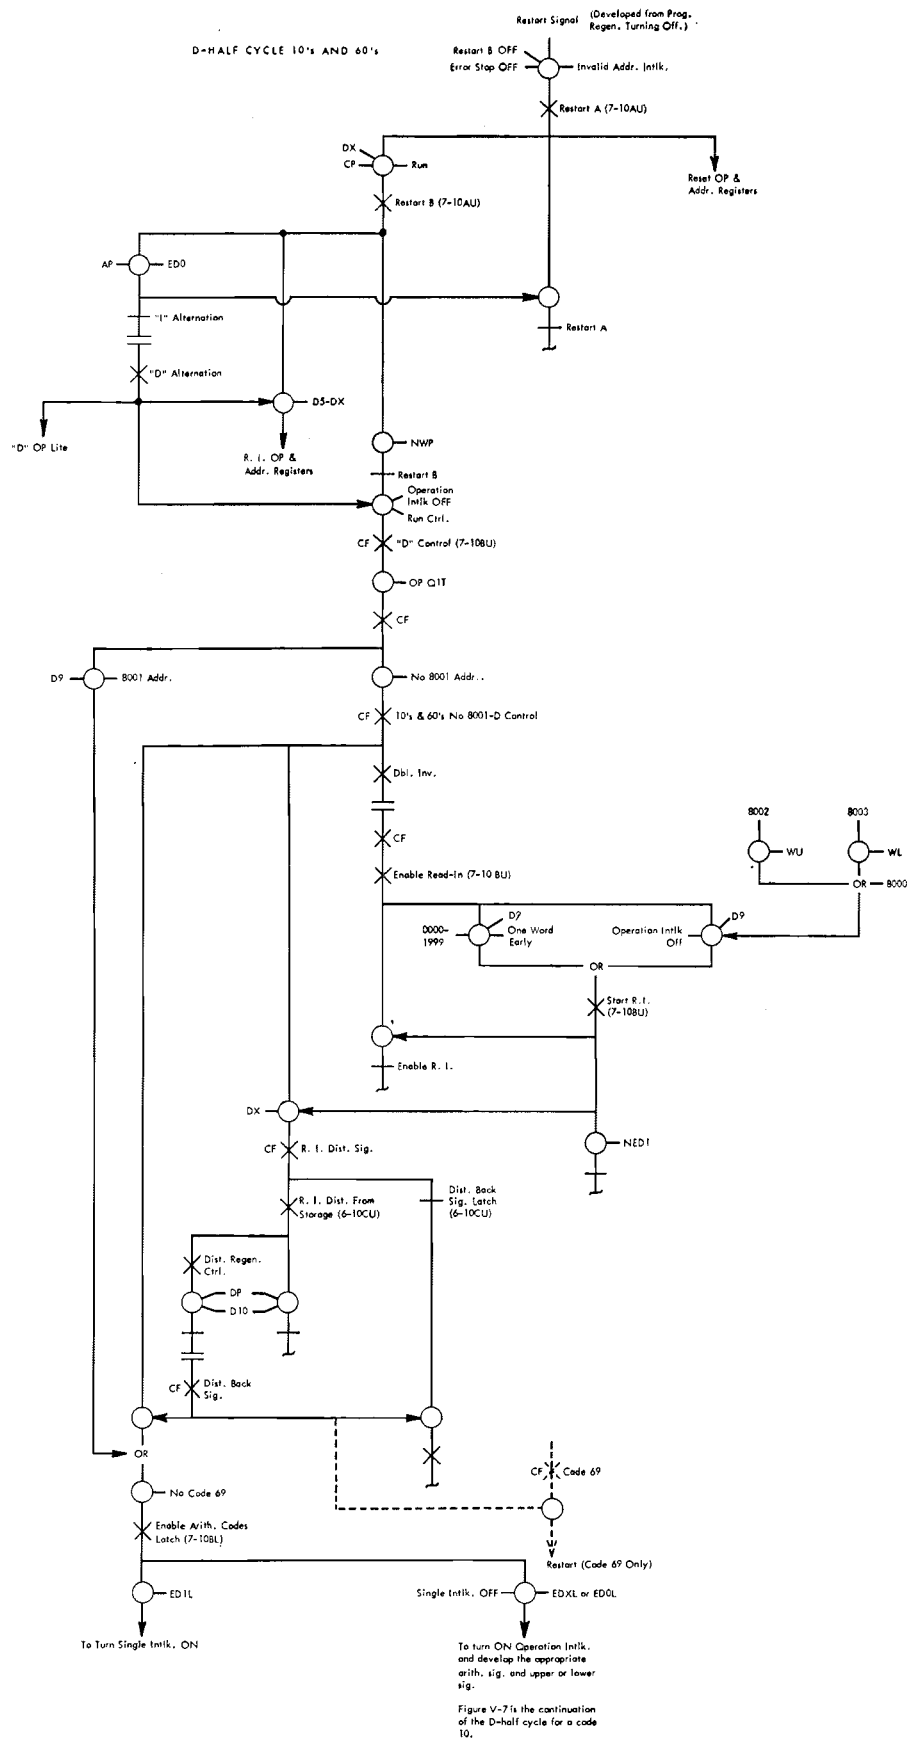 Restart Signal
(Developed from Prog.
Regen. Turning Off.)
D-HALF CYCLE 10's AND 60's
Restart B OFF
Error Stop OFF
Invalid Addr. Intlk.
Restart A (7-10AU)
DX
CP
Run
Reset OP &
Addr. Registers
Restart B (7-10AU)
AP
ED0
"I" Alternation
Restart A
"D" Alternation
D5-DX
"D" OP Lite
R. I. OP &
Addr. Registers
NWP
Restart B
Operation
Intlk OFF
Run Ctrl.
CF
"D" Control (7-10BU)
OP Q1T
CF
D9
8001 Addr.
No 8001 Addr..
CF
10's & 60's No 8001-D Control
Dbl. Inv.
CF
8002
8003
WU
WL
Enable Read-In (7-10 BU)
OR
8000
D9
D000-
1999
One Word
Early
Operation Intlk
Off
D9
OR
Start R.I.
(7-10BU)
Enable R. I.
DX
NED1
CF
R. I. Dist. Sig.
R. I. Dist. From
Storage (6-10CU)
Dist. Back
Sig. Latch
(6-10CU)
Dist. Regen.
Ctrl.
DP
D10
CF
Dist. Back
Sig.
OR
CF
Code 69
No Code 69
Enable Arith. Codes
Latch (7-10BL)
Restart (Code 69 Only)
ED1L
Single Intlk. OFF
EDXL or ED0L
To Turn Single Intlk. ON
To turn ON Operation Intlk.
and develop the appropriate
arith. sig. and upper or lower
sig.
Figure V-7 is the continuation
of the D-half cycle for a code
10.